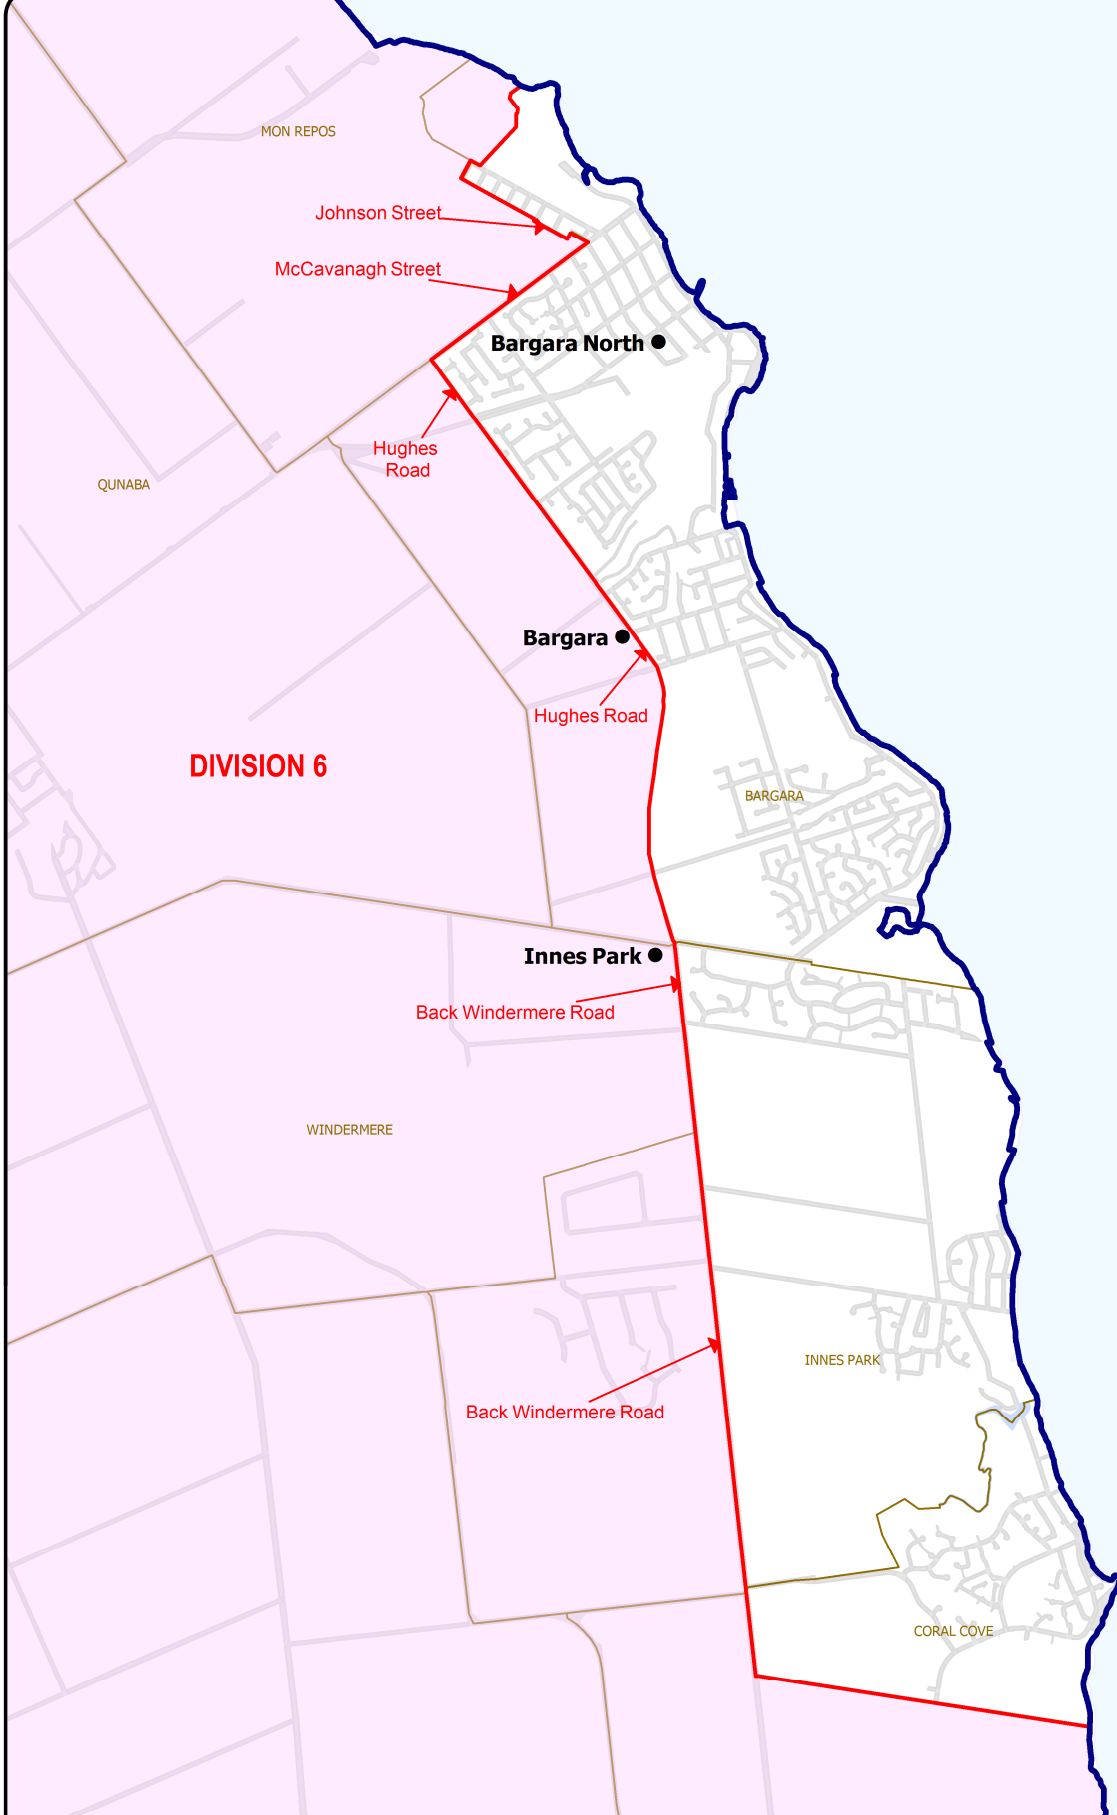 MON REPOS
Johnson Street
McCavanagh Street
Bargara North
Hughes
Road
QUNABA
Bargara
Hughes Road
DIVISION 6
BARGARA
Innes Park
Back Windermere Road
WINDERMERE
INNES PARK
Back Windermere Road
CORAL COVE